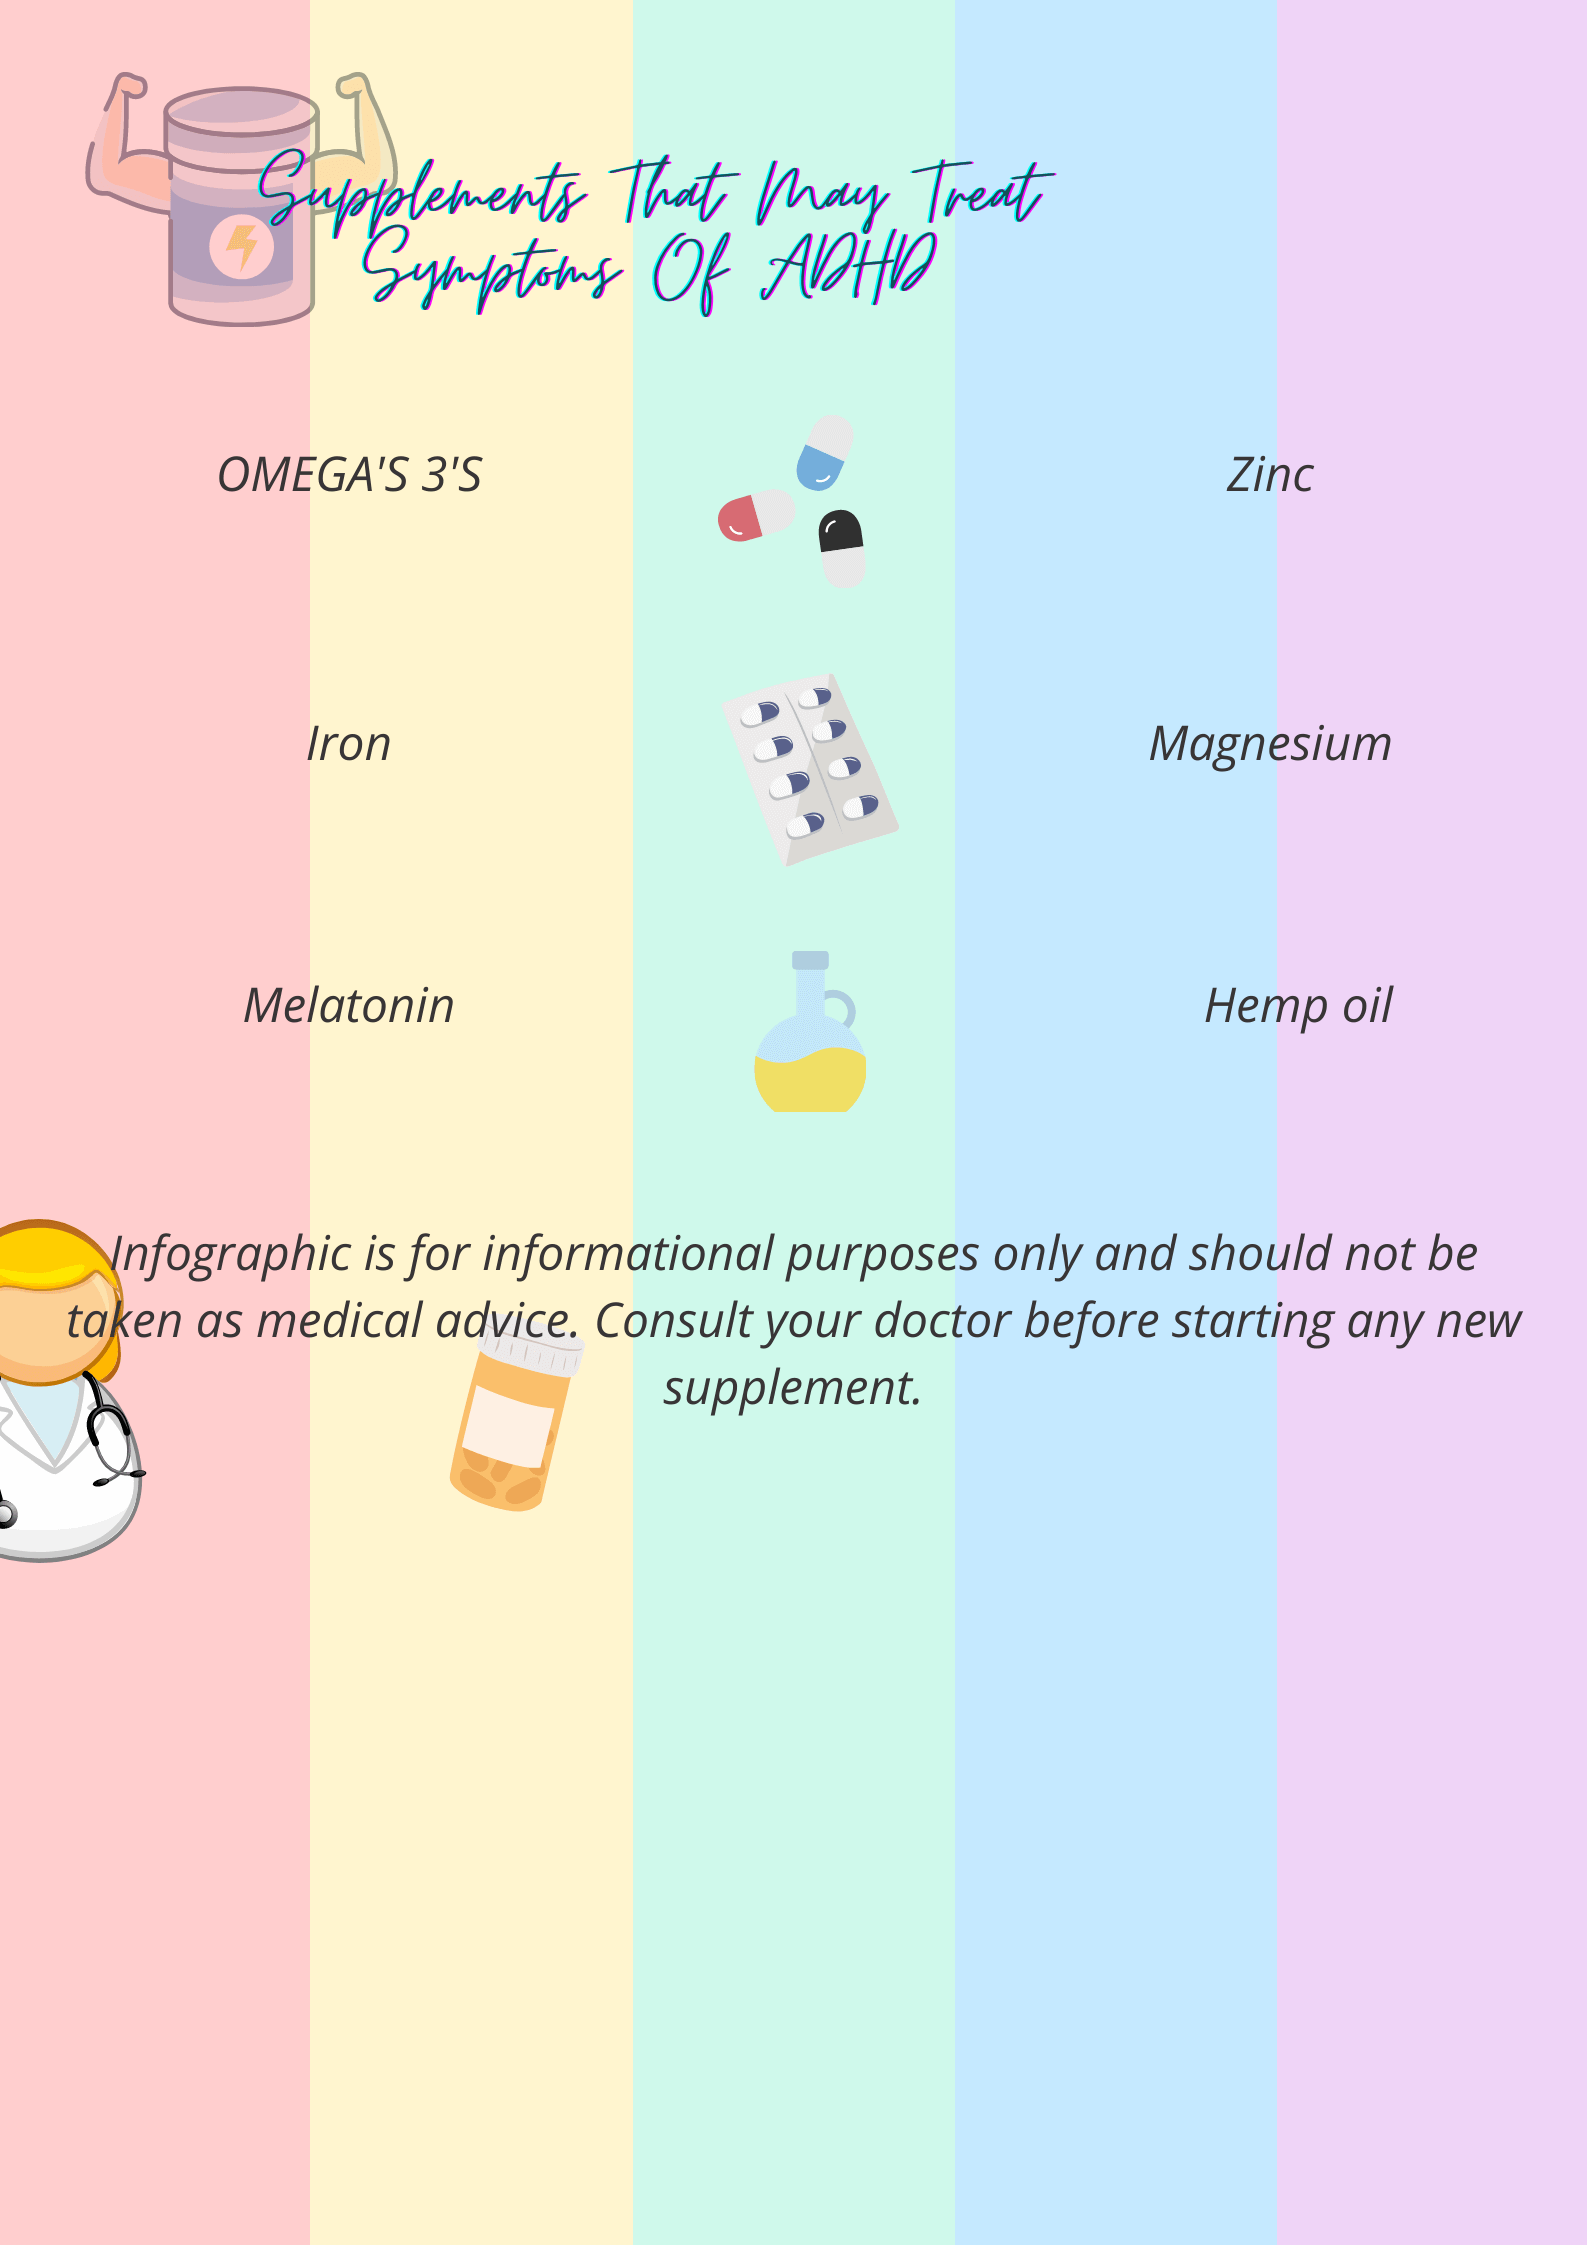 Supplements That May Treat
Symptoms Of ADHD
OMEGA'S 3'S
Zinc
Iron
Magnesium
Melatonin
Hemp oil
Infographic is for informational purposes only and should not be
taken as medical advice. Consult your doctor before starting any new
supplement.